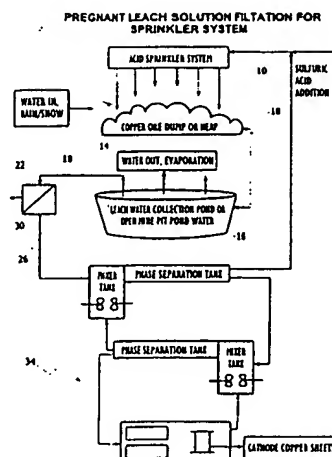 PREGNANT LEACH SOLUTION FILTATION FOR
SPRINKLER SYSTEM
ACID SPRINKLER SYSTEM
10
SULFURIC
ACID
ADDITION
WATER IN,
RAIN/SNOW
18
COPPER ORE DUMP OR HEAP
14
22
18
WATER OUT, EVAPORATION
LEACH WATER COLLECTION POND OR
OPEN MINE PIT POND WATER
16
30
26
MIXER
TANK
PHASE SEPARATION TANK
PHASE SEPARATION TANK
MIXER
TANK
34
CATHODE COPPER SHEETS